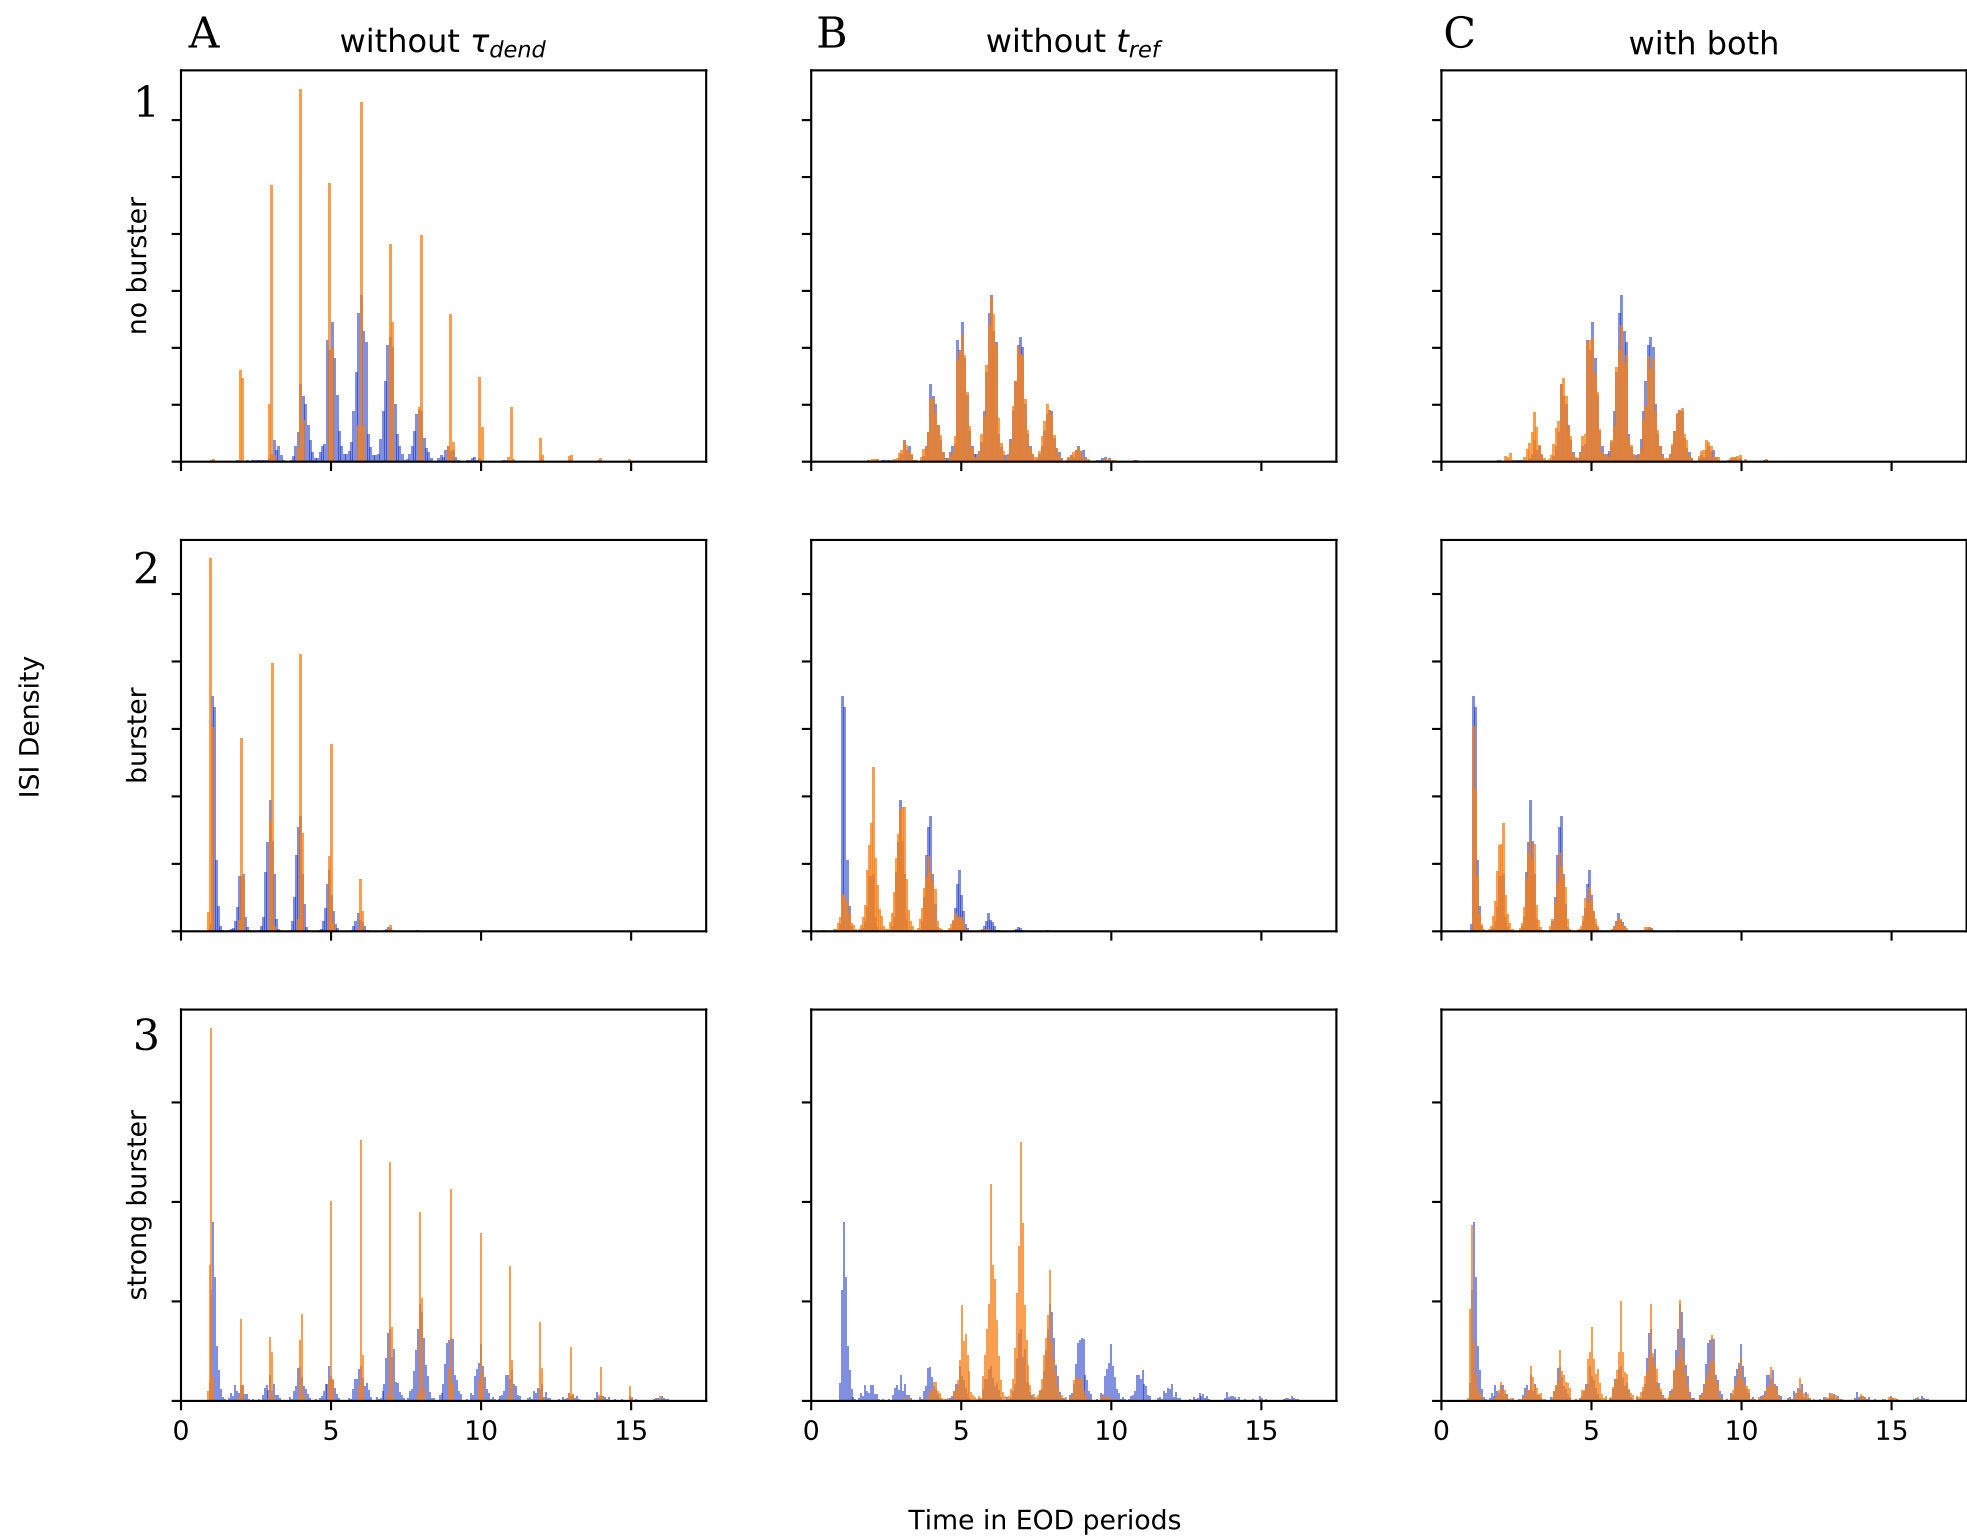 A without τ_dend
B without t_ref
C with both
1
no burster
2
burster
3
strong burster
ISI Density
0 5 10 15
0 5 10 15
0 5 10 15
Time in EOD periods